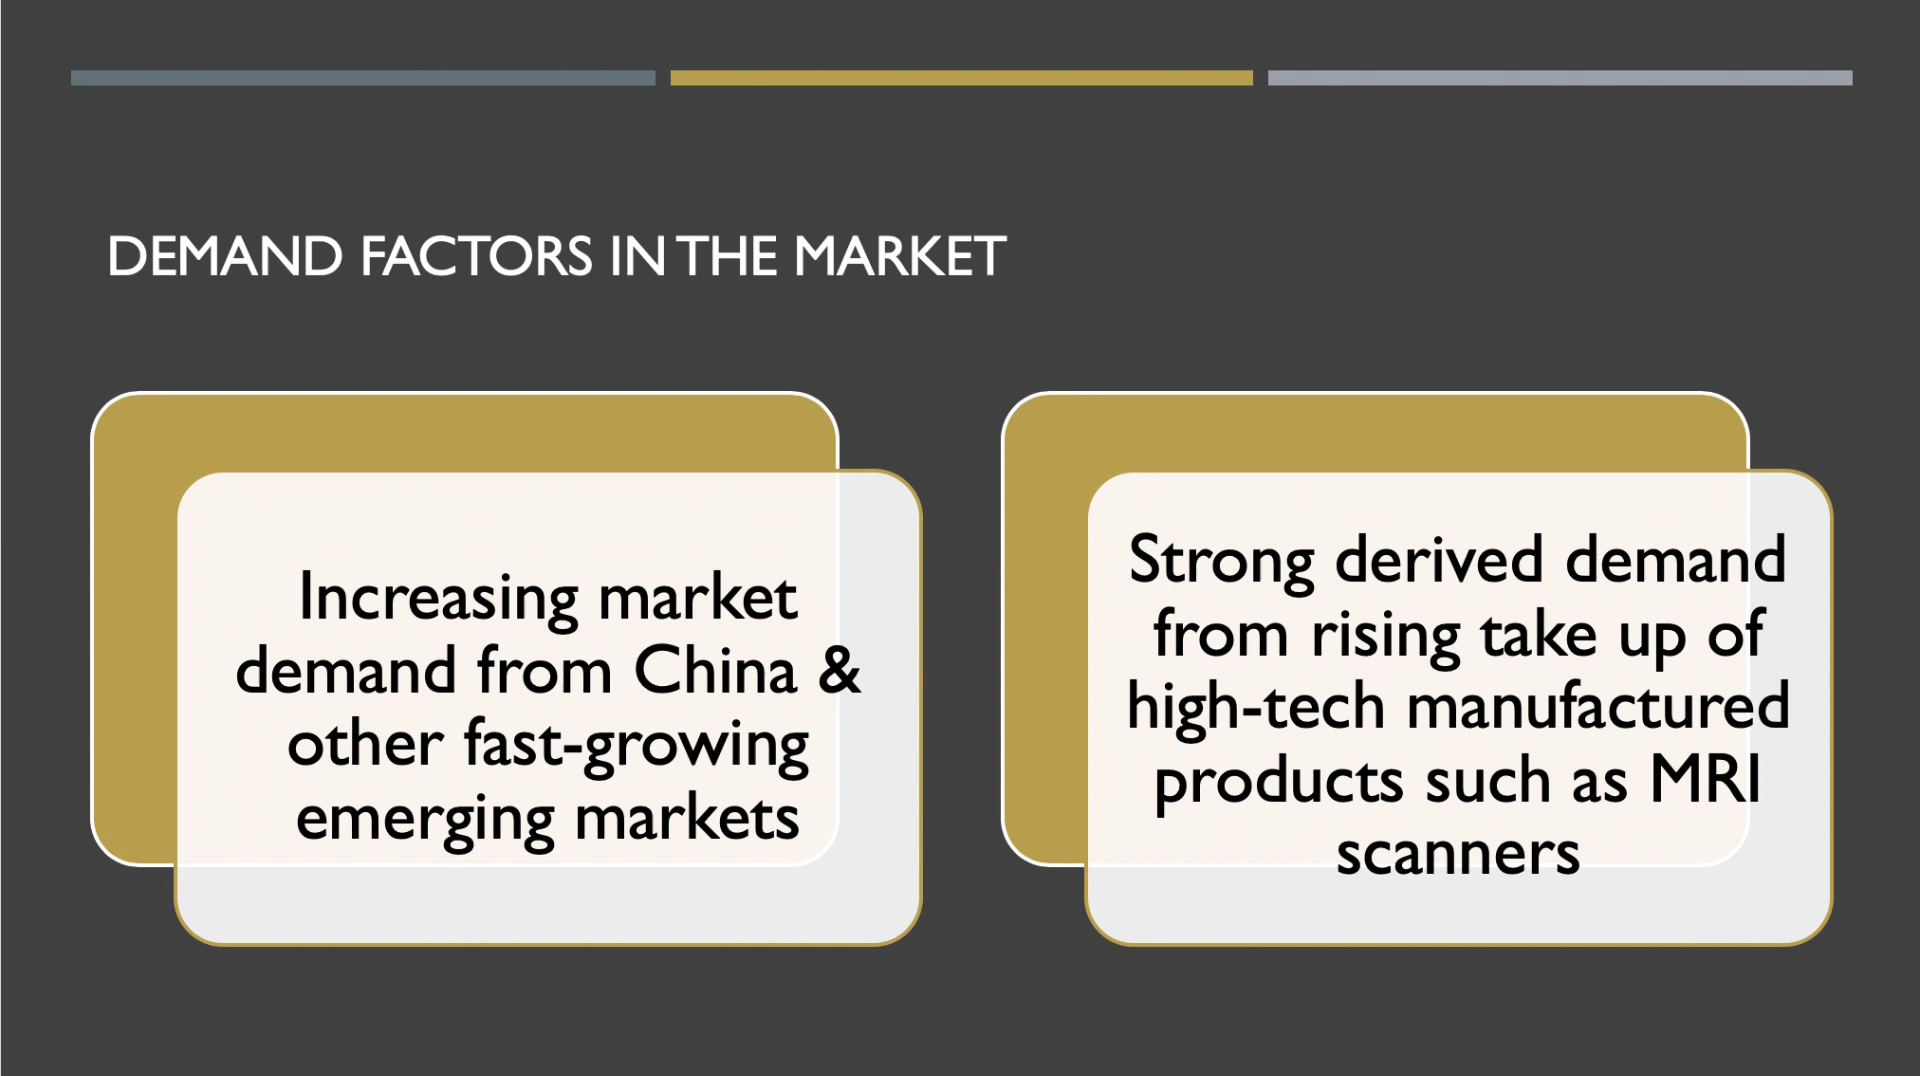 DEMAND FACTORS IN THE MARKET
Increasing market
demand from China &
other fast-growing
emerging markets
Strong derived demand
from rising take up of
high-tech manufactured
products such as MRI
scanners